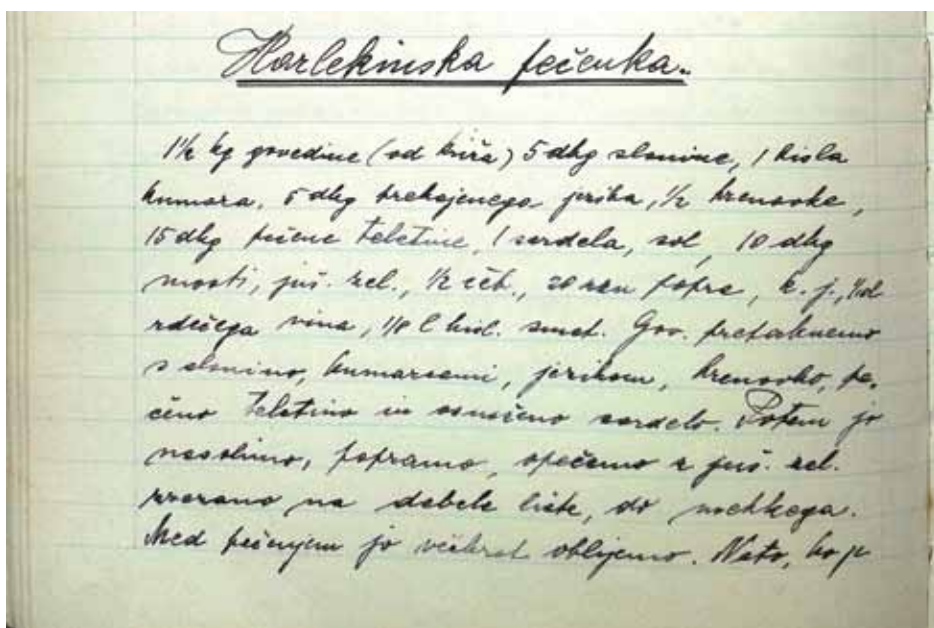 Harlekinska pečenka.
1½ kg govedine (od križa) 5 dkg slanine, 1 kisla
kumara, 5 dkg prekajenega jezika, ½ hrenovke,
15 dkg pečene teletine, 1 sardela, sol, 10 dkg
masti, juš. zel., ½ čeb., 20 zrn popra, k. j., 1/10 l
rdečega vina, 1/8 l kisl. smet. Gov. pretaknemo
s slanino, kumarcami, jezikom, hrenovko, pe-
čeno teletino in osnaženo sardelo. Potem jo
nasolimo, popramo, opečemo z juš. zel.
zrezano na debele liste, do mehkega.
Med pečenjem jo večkrat oblijemo. Nato, ko je